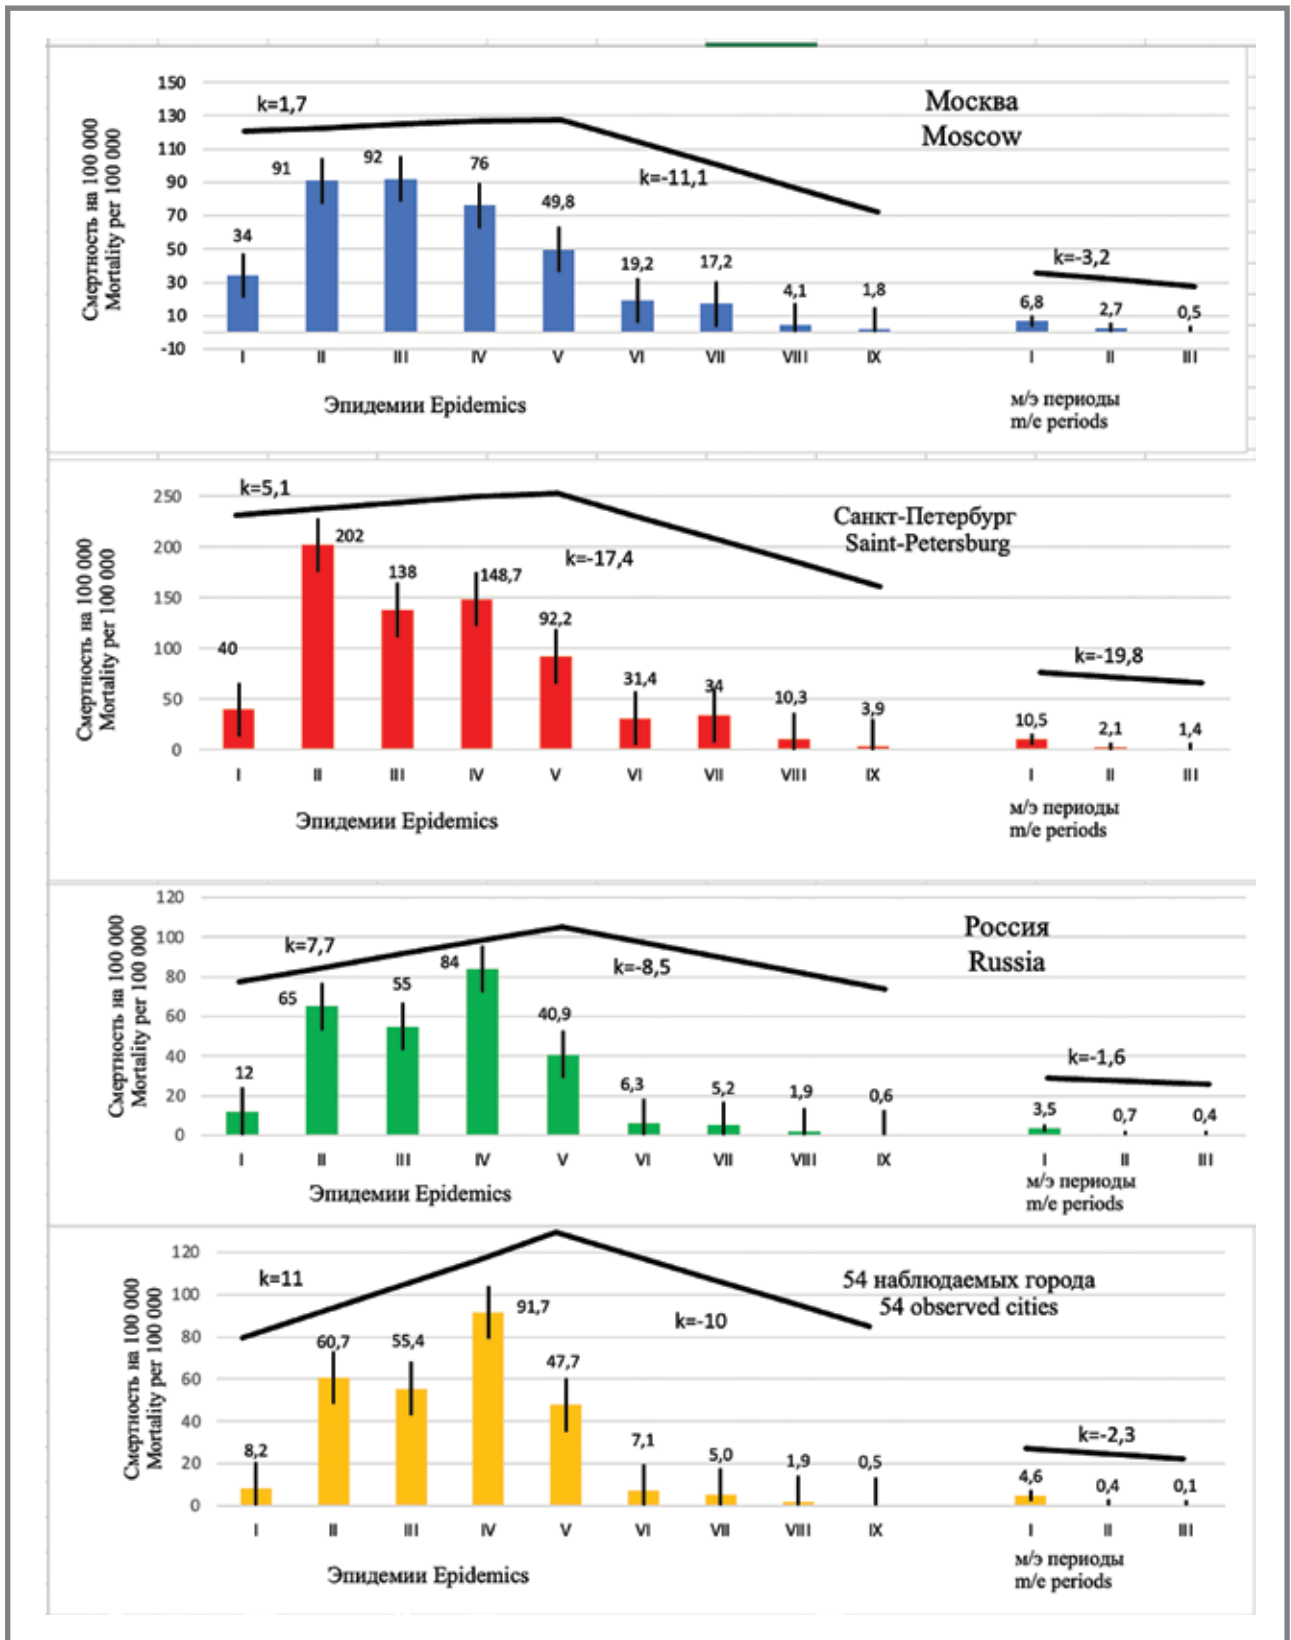 Москва
Moscow
Смертность на 100 000
Mortality per 100 000
150
130
110
90
70
50
30
10
-10
k=1,7
k=-11,1
k=-3,2
34
91
92
76
49,8
19,2
17,2
4,1
1,8
6,8
2,7
0,5
I II III IV V VI VII VIII IX I II III
Эпидемии Epidemics
м/э периоды
m/e periods
Санкт-Петербург
Saint-Petersburg
Смертность на 100 000
Mortality per 100 000
250
200
150
100
50
0
k=5,1
k=-17,4
k=-19,8
40
202
138
148,7
92,2
31,4
34
10,3
3,9
10,5
2,1
1,4
I II III IV V VI VII VIII IX I II III
Эпидемии Epidemics
м/э периоды
m/e periods
Россия
Russia
Смертность на 100 000
Mortality per 100 000
120
100
80
60
40
20
0
k=7,7
k=-8,5
k=-1,6
12
65
55
84
40,9
6,3
5,2
1,9
0,6
3,5
0,7
0,4
I II III IV V VI VII VIII IX I II III
Эпидемии Epidemics
м/э периоды
m/e periods
54 наблюдаемых города
54 observed cities
Смертность на 100 000
Mortality per 100 000
120
100
80
60
40
20
0
k=11
k=-10
k=-2,3
8,2
60,7
55,4
91,7
47,7
7,1
5,0
1,9
0,5
4,6
0,4
0,1
I II III IV V VI VII VIII IX I II III
Эпидемии Epidemics
м/э периоды
m/e periods